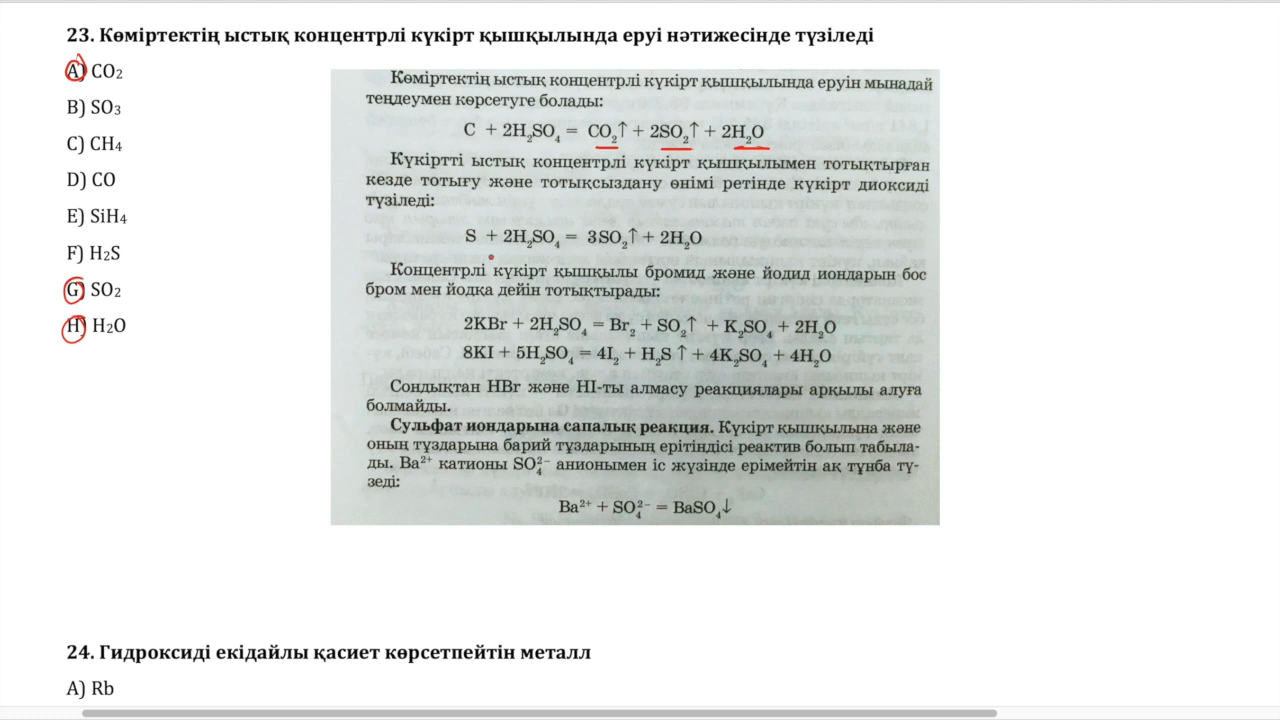 23. Көміртектің ыстық концентрлі күкірт қышқылында еруі нәтижесінде түзіледі
A) CO₂
B) SO₃
C) CH₄
D) CO
E) SiH₄
F) H₂S
G) SO₂
H) H₂O
Көміртектің ыстық концентрлі күкірт қышқылында еруін мынадай
теңдеумен көрсетуге болады:
C + 2H₂SO₄ = CO₂↑ + 2SO₂↑ + 2H₂O
Күкіртті ыстық концентрлі күкірт қышқылымен тотықтырған
кезде тотығу және тотықсыздану өнімі ретінде күкірт диоксиді
түзіледі:
S + 2H₂SO₄ = 3SO₂↑ + 2H₂O
Концентрлі күкірт қышқылы бромид және йодид иондарын бос
бром мен йодқа дейін тотықтырады:
2KBr + 2H₂SO₄ = Br₂ + SO₂↑ + K₂SO₄ + 2H₂O
8KI + 5H₂SO₄ = 4I₂ + H₂S↑ + 4K₂SO₄ + 4H₂O
Сондықтан HBr және HI-ты алмасу реакциялары арқылы алуға
болмайды.
Сульфат иондарына сапалық реакция. Күкірт қышқылына және
оның тұздарына барий тұздарының ерітіндісі реактив болып табыла-
ды. Ba²⁺ катионы SO₄²⁻ анионымен іс жүзінде ерімейтін ақ тұнба тү-
зеді:
Ba²⁺ + SO₄²⁻ = BaSO₄↓
24. Гидроксиді екідайлы қасиет көрсетпейтін металл
A) Rb